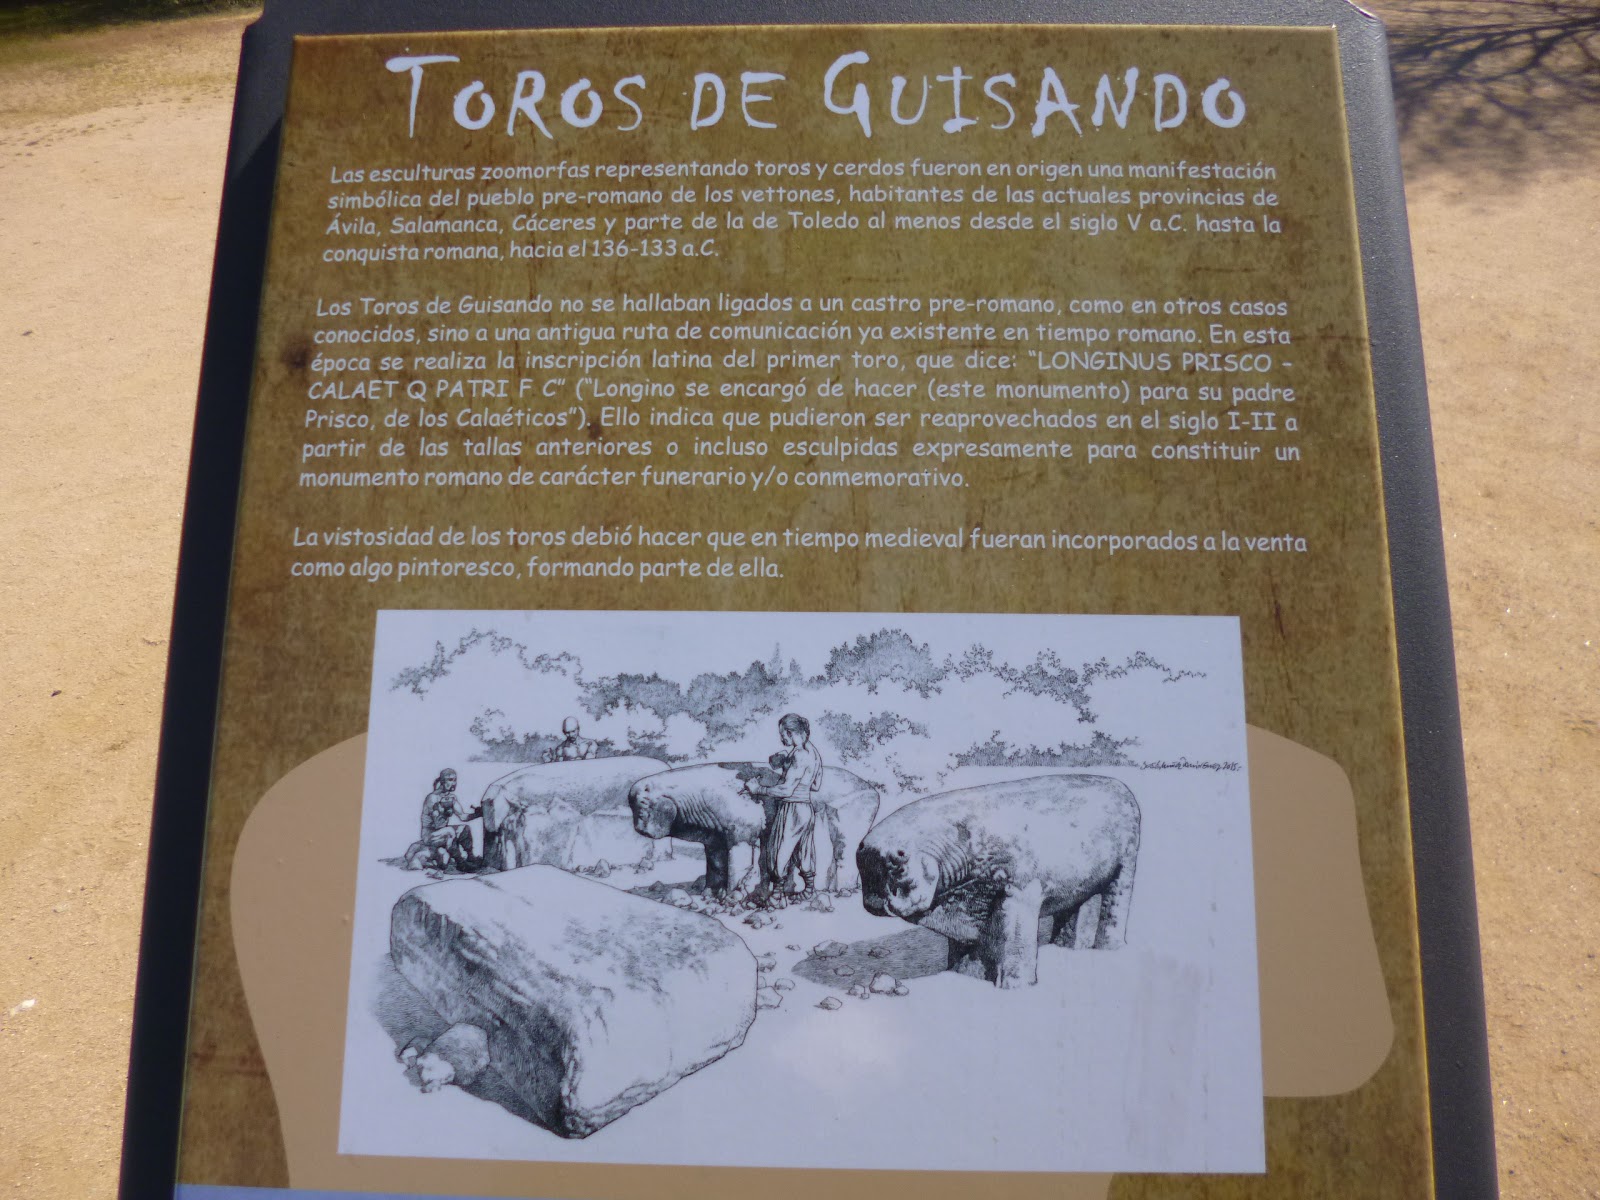 TOROS DE GUISANDO
Las esculturas zoomorfas representando toros y cerdos fueron en origen una manifestación
simbólica del pueblo pre-romano de los vettones, habitantes de las actuales provincias de
Ávila, Salamanca, Cáceres y parte de la de Toledo al menos desde el siglo V a.C. hasta la
conquista romana, hacia el 136-133 a.C.
Los Toros de Guisando no se hallaban ligados a un castro pre-romano, como en otros casos
conocidos, sino a una antigua ruta de comunicación ya existente en tiempo romano. En esta
época se realiza la inscripción latina del primer toro, que dice: “LONGINUS PRISCO –
CALAET Q PATRI F C” (“Longino se encargó de hacer (este monumento) para su padre
Prisco, de los Calaéticos”). Ello indica que pudieron ser reaprovechados en el siglo I-II a
partir de las tallas anteriores o incluso esculpidas expresamente para constituir un
monumento romano de carácter funerario y/o conmemorativo.
La vistosidad de los toros debió hacer que en tiempo medieval fueran incorporados a la venta
como algo pintoresco, formando parte de ella.
2015